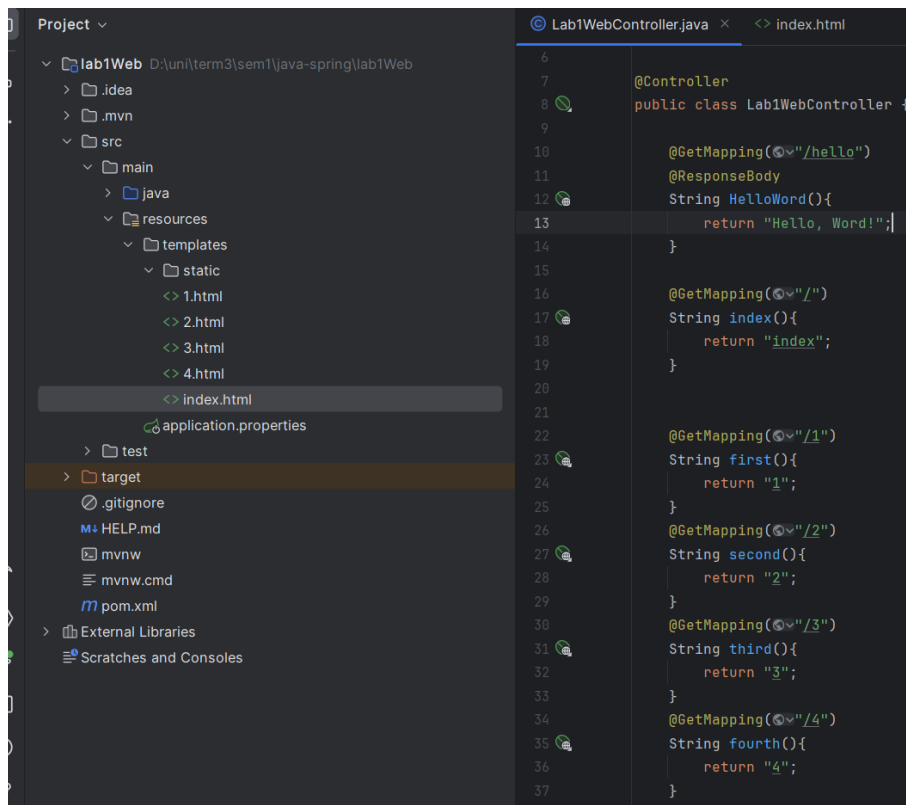 Project
lab1Web D:\uni\term3\sem1\java-spring\lab1Web
.idea
.mvn
src
main
java
resources
templates
static
1.html
2.html
3.html
4.html
index.html
application.properties
test
target
.gitignore
M↓ HELP.md
mvnw
mvnw.cmd
m pom.xml
External Libraries
Scratches and Consoles
Lab1WebController.java × <> index.html
6
7 @Controller
8 public class Lab1WebController {
9
10 @GetMapping("/hello")
11 @ResponseBody
12 String HelloWord(){
13 return "Hello, Word!";
14 }
15
16 @GetMapping("/")
17 String index(){
18 return "index";
19 }
20
21
22 @GetMapping("/1")
23 String first(){
24 return "1";
25 }
26 @GetMapping("/2")
27 String second(){
28 return "2";
29 }
30 @GetMapping("/3")
31 String third(){
32 return "3";
33 }
34 @GetMapping("/4")
35 String fourth(){
36 return "4";
37 }